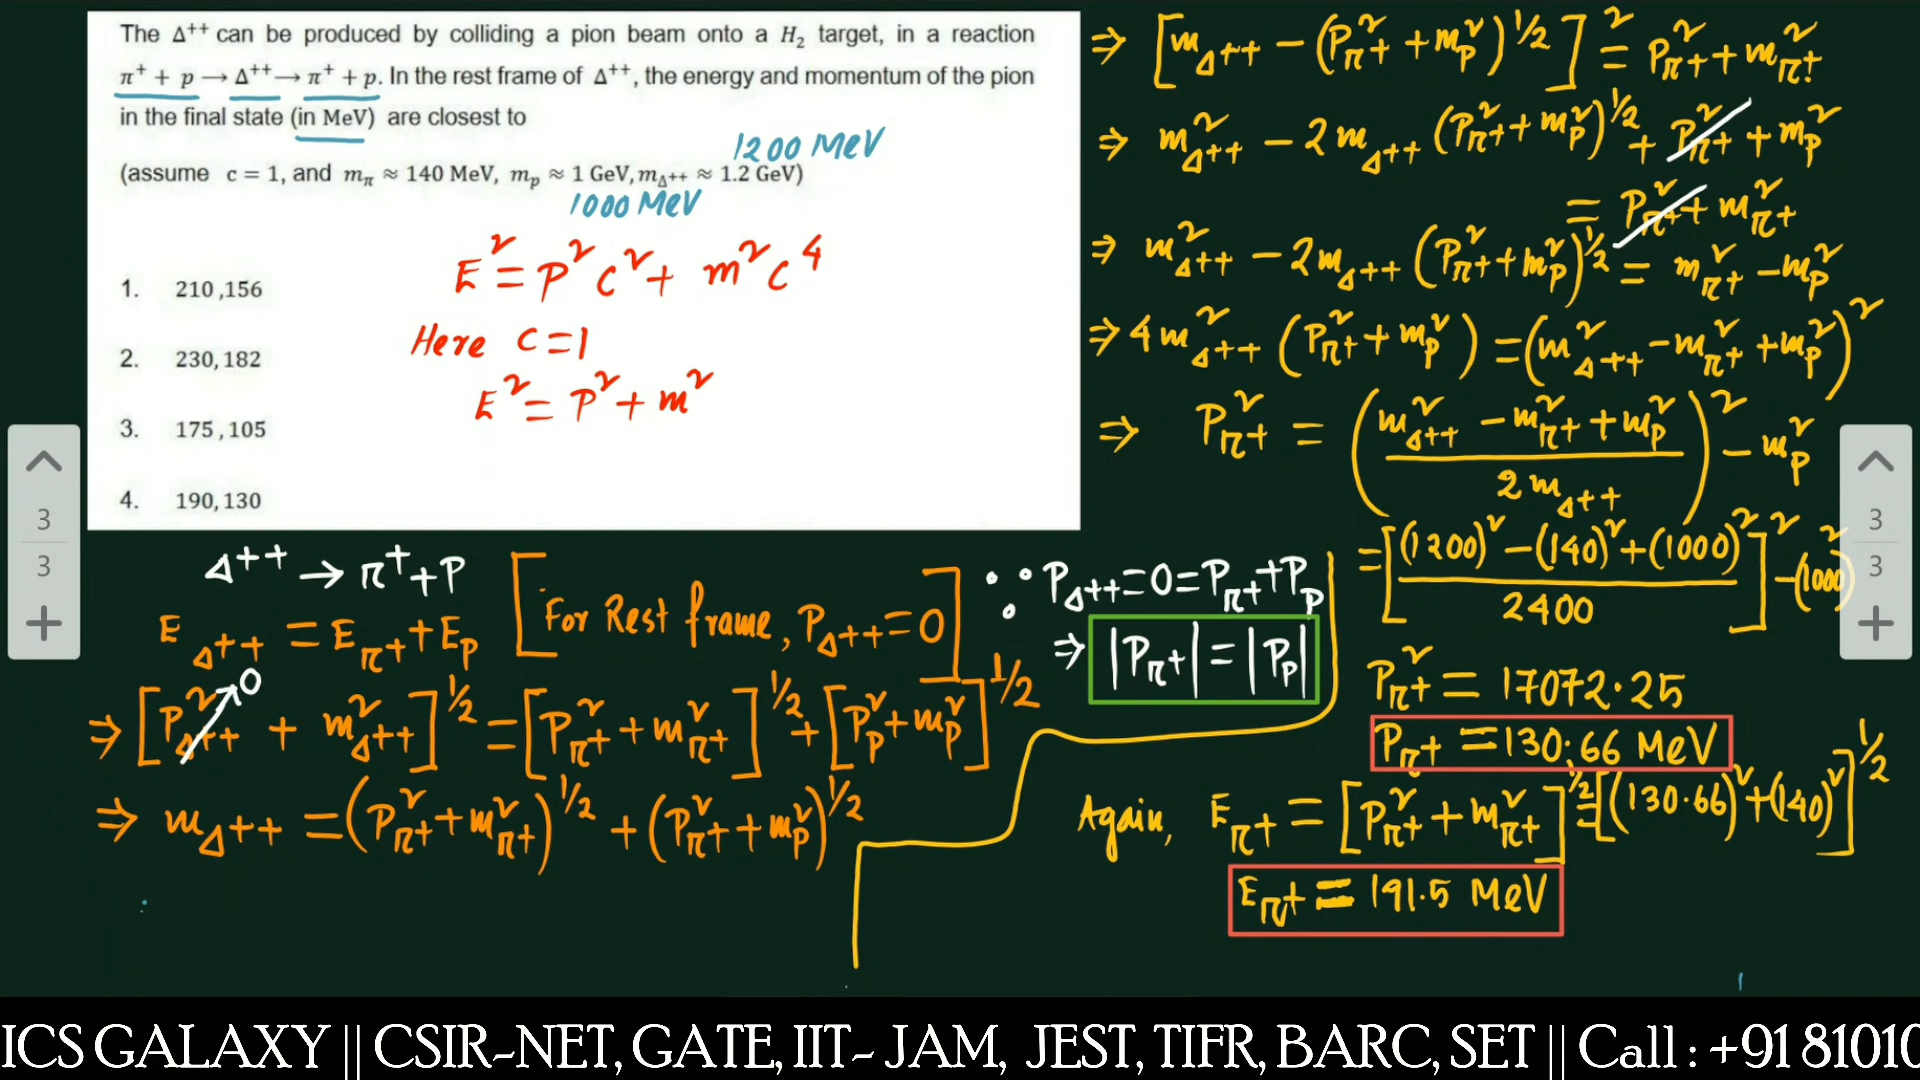 The Δ⁺⁺ can be produced by colliding a pion beam onto a H₂ target, in a reaction
π⁺ + p → Δ⁺⁺ → π⁺ + p. In the rest frame of Δ⁺⁺, the energy and momentum of the pion
in the final state (in MeV) are closest to
1200 MeV
(assume c = 1, and mπ ≈ 140 MeV, mp ≈ 1 GeV, mΔ⁺⁺ ≈ 1.2 GeV)
1000 MeV
E² = P²c² + m²c⁴
1. 210,156
Here c=1
2. 230,182
E² = P² + m²
3. 175,105
4. 190,130
Δ⁺⁺ → π⁺ + P
E_Δ++ = E_π+ + E_P [For Rest frame, P_Δ++ = 0]
⇒ [P²_Δ++ + m²_Δ++]^1/2 = [P²_π+ + m²_π+]^1/2 + [P²_P + m²_P]^1/2
0
⇒ m_Δ++ = (P²_π+ + m²_π+)^1/2 + (P²_π+ + m²_P)^1/2
∵ P_Δ++ = 0 = P_π+ + P_P
⇒ |P_π+| = |P_P|
⇒ [m_Δ++ − (P²_π+ + m²_P)^1/2]² = P²_π+ + m²_π+
⇒ m²_Δ++ − 2m_Δ++ (P²_π+ + m²_P)^1/2 + P²_π+ + m²_P
= P²_π+ + m²_π+
⇒ m²_Δ++ − 2m_Δ++ (P²_π+ + m²_P)^1/2 = m²_π+ − m²_P
⇒ 4m²_Δ++ (P²_π+ + m²_P) = (m²_Δ++ − m²_π+ + m²_P)²
⇒ P²_π+ = ((m²_Δ++ − m²_π+ + m²_P) / 2m_Δ++)² − m²_P
= [((1200)² − (140)² + (1000)²) / 2400]² − (1000)²
P²_π+ = 17072.25
P_π+ = 130.66 MeV
Again, E_π+ = [P²_π+ + m²_π+]^1/2 = [(130.66)² + (140)²]^1/2
E_π+ = 191.5 MeV
3
3
+
3
3
+
ICS GALAXY || CSIR-NET, GATE, IIT- JAM, JEST, TIFR, BARC, SET || Call : +91 81010